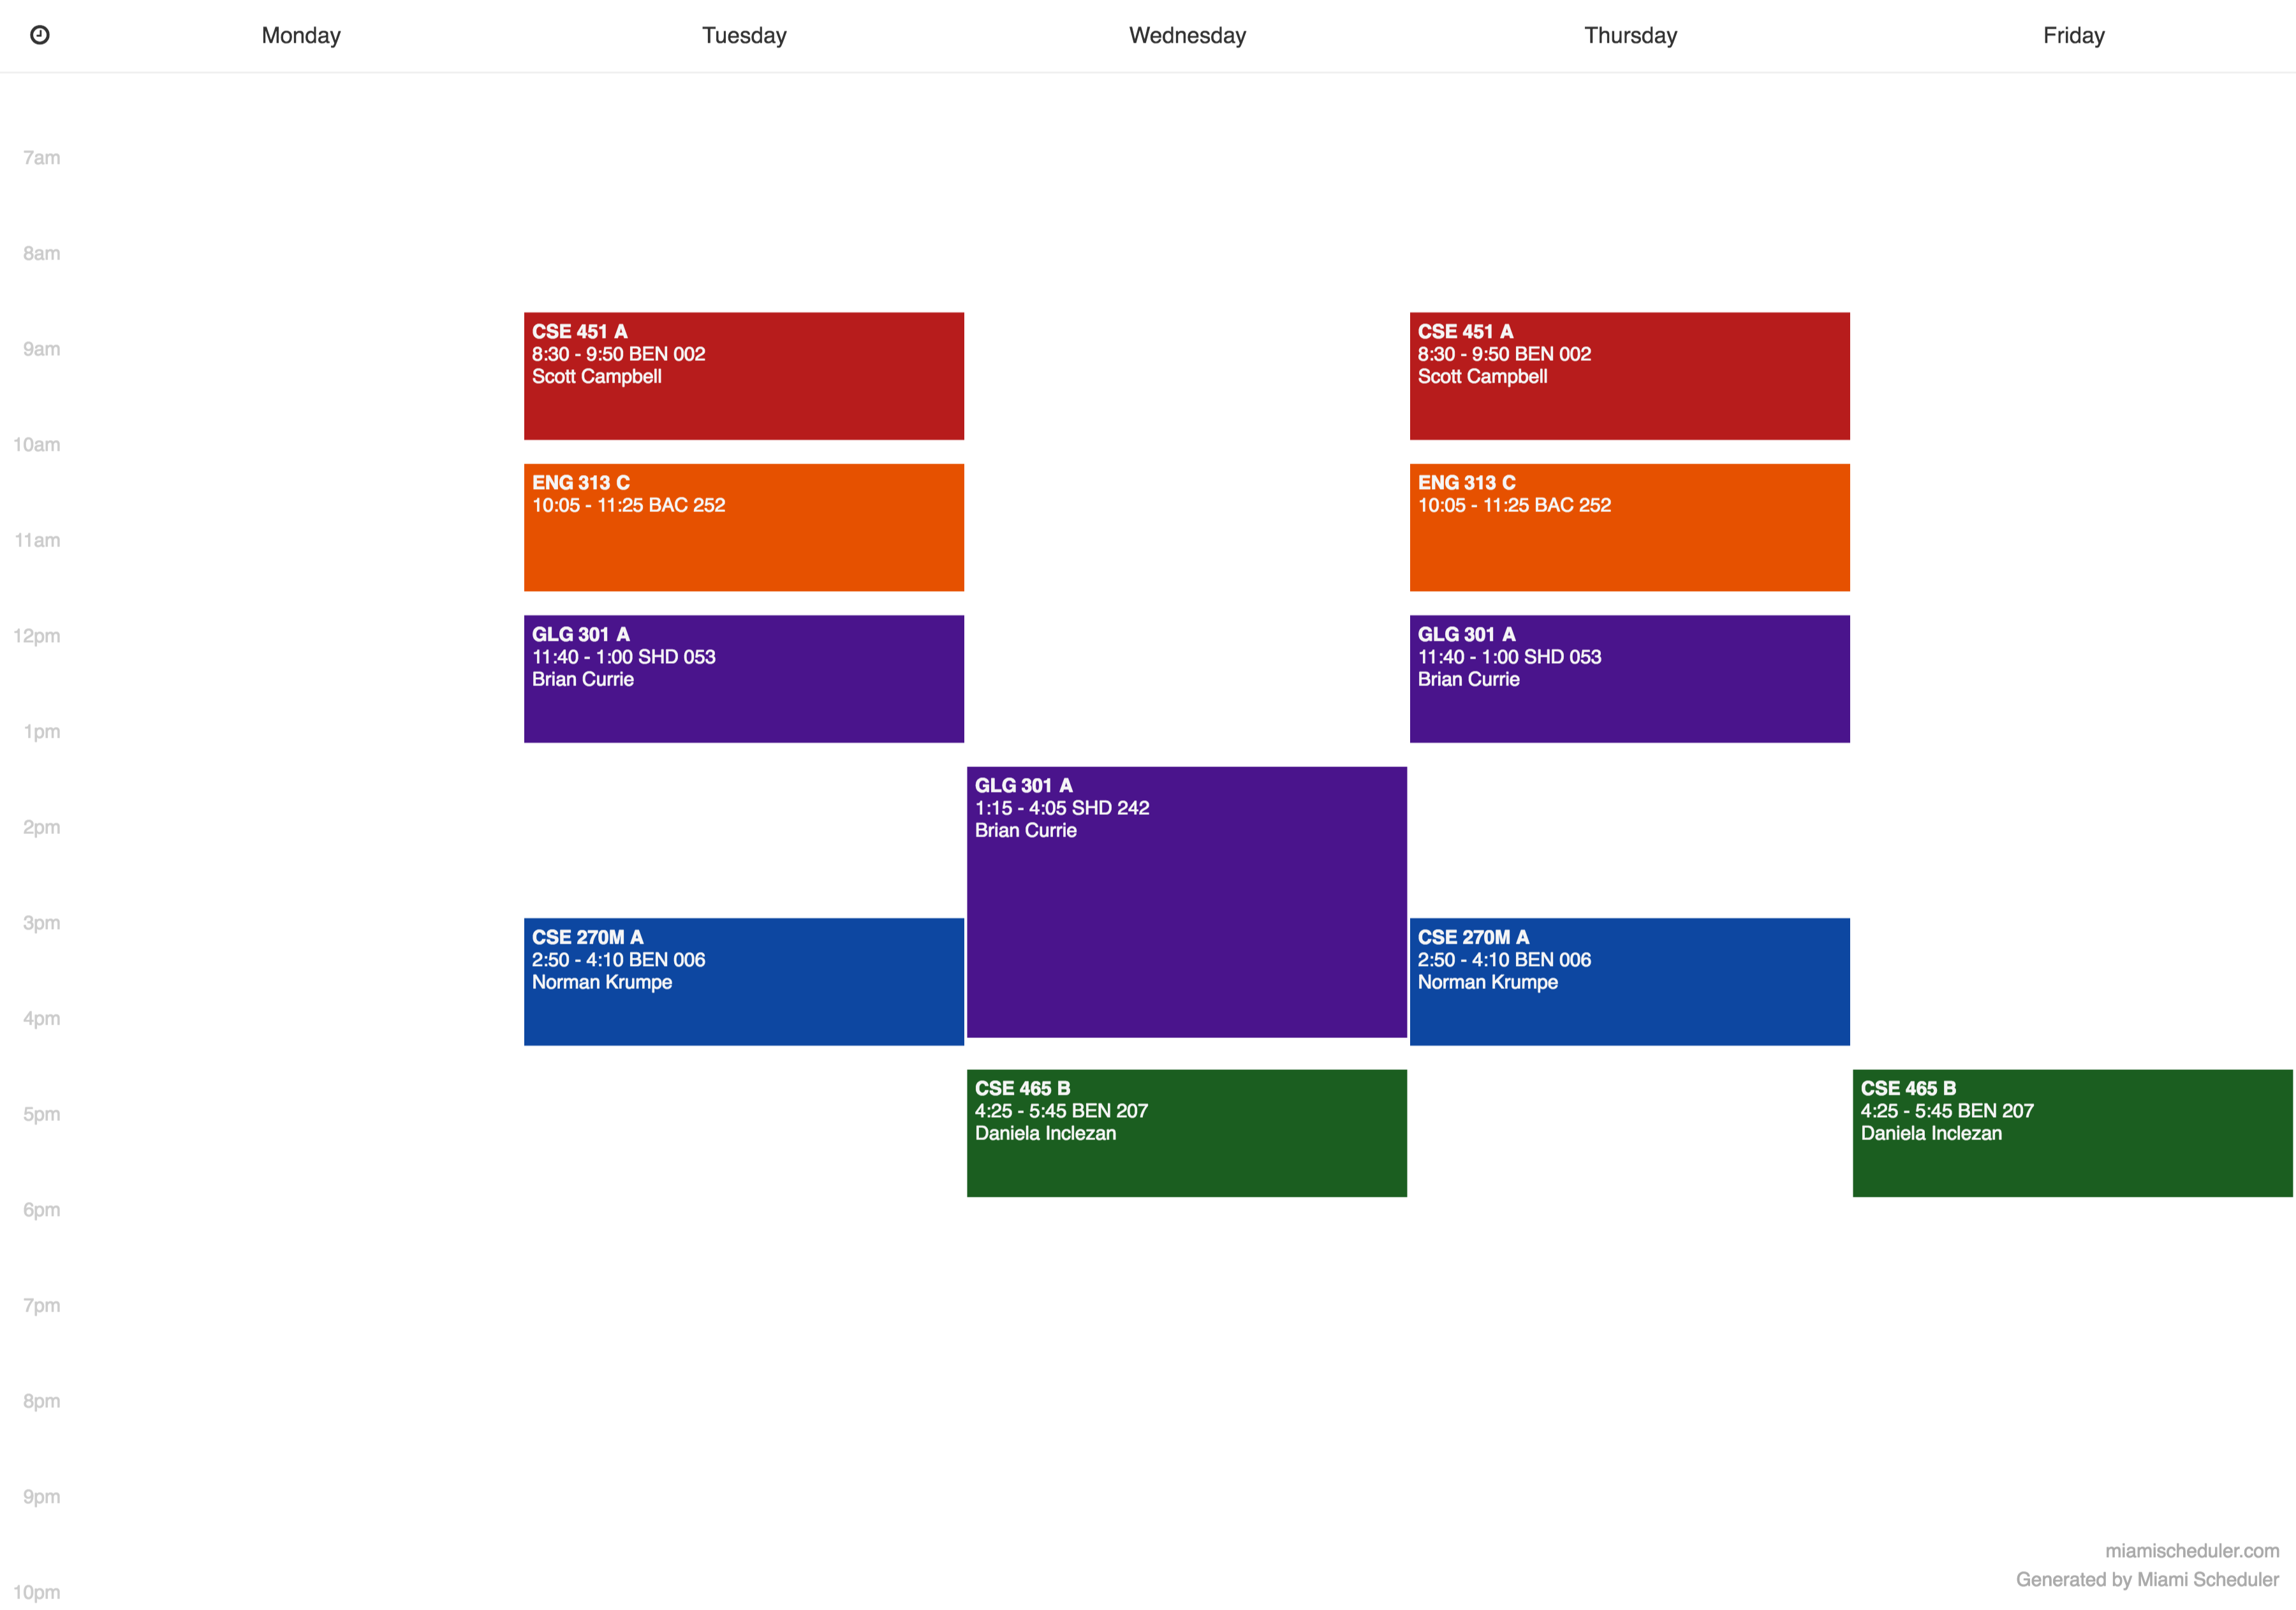 Monday
Tuesday
Wednesday
Thursday
Friday
7am
8am
9am
10am
11am
12pm
1pm
2pm
3pm
4pm
5pm
6pm
7pm
8pm
9pm
10pm
CSE 451 A
8:30 - 9:50 BEN 002
Scott Campbell
ENG 313 C
10:05 - 11:25 BAC 252
GLG 301 A
11:40 - 1:00 SHD 053
Brian Currie
CSE 270M A
2:50 - 4:10 BEN 006
Norman Krumpe
GLG 301 A
1:15 - 4:05 SHD 242
Brian Currie
CSE 465 B
4:25 - 5:45 BEN 207
Daniela Inclezan
CSE 451 A
8:30 - 9:50 BEN 002
Scott Campbell
ENG 313 C
10:05 - 11:25 BAC 252
GLG 301 A
11:40 - 1:00 SHD 053
Brian Currie
CSE 270M A
2:50 - 4:10 BEN 006
Norman Krumpe
CSE 465 B
4:25 - 5:45 BEN 207
Daniela Inclezan
miamischeduler.com
Generated by Miami Scheduler